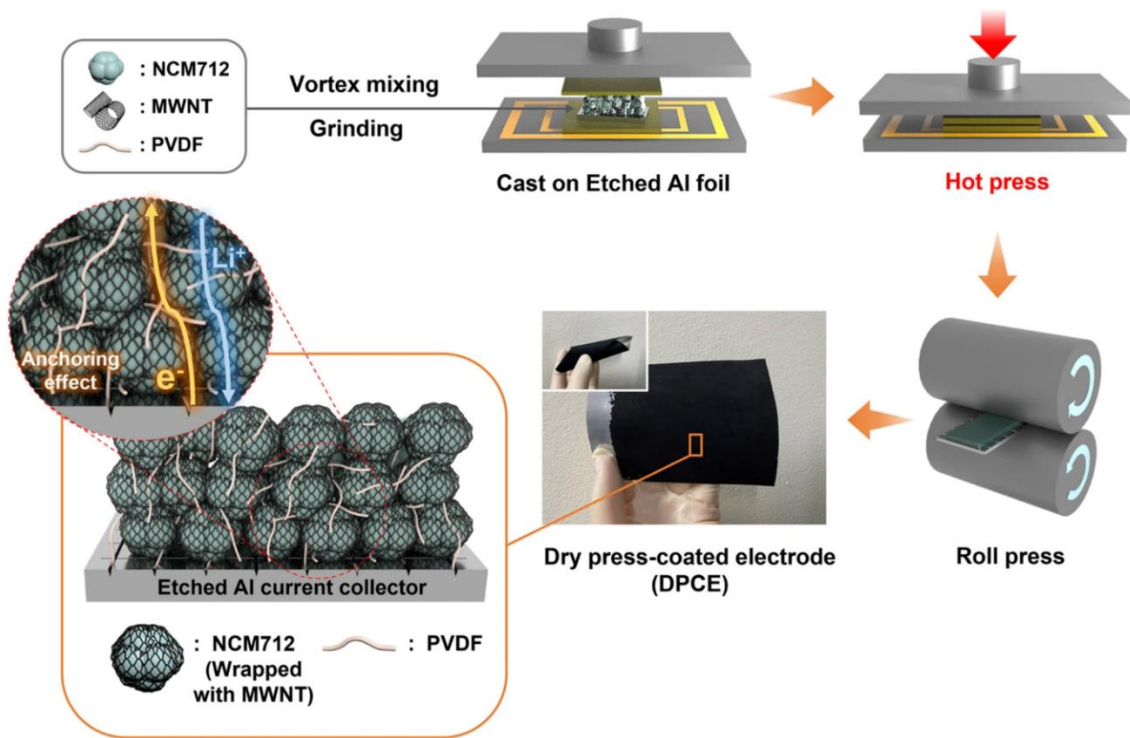 : NCM712
: MWNT
: PVDF
Vortex mixing
Grinding
Cast on Etched Al foil
Hot press
Li⁺
Anchoring
effect
e⁻
Etched Al current collector
: NCM712
(Wrapped
with MWNT)
: PVDF
Dry press-coated electrode
(DPCE)
Roll press